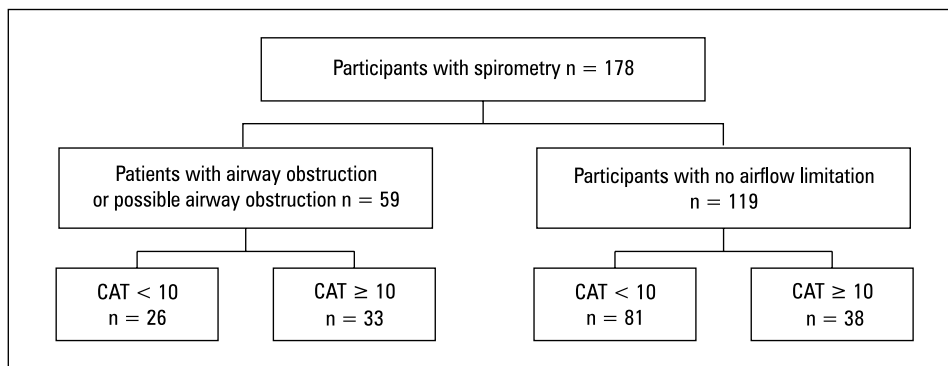 Participants with spirometry n = 178
Patients with airway obstruction
or possible airway obstruction n = 59
Participants with no airflow limitation
n = 119
CAT < 10
n = 26
CAT ≥ 10
n = 33
CAT < 10
n = 81
CAT ≥ 10
n = 38